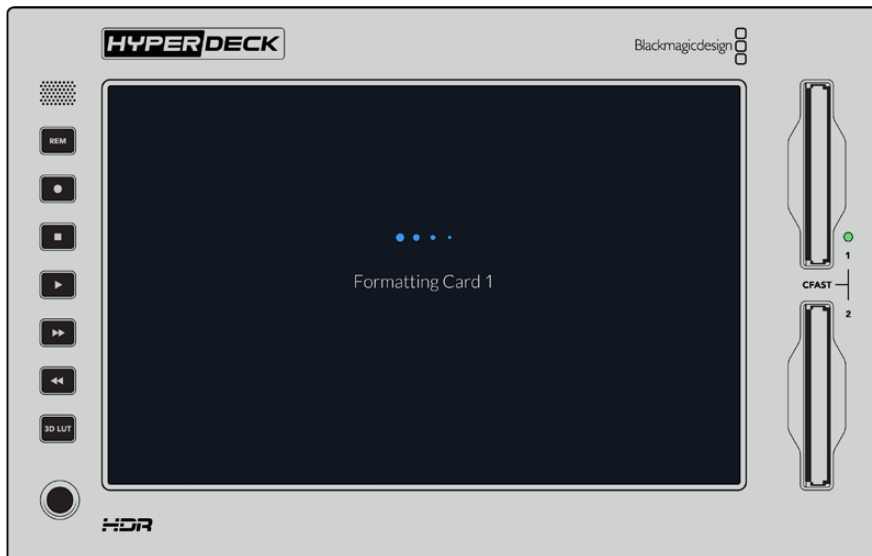 HYPERDECK
Blackmagicdesign
REM
Formatting Card 1
1
CFAST
2
3D LUT
HDR